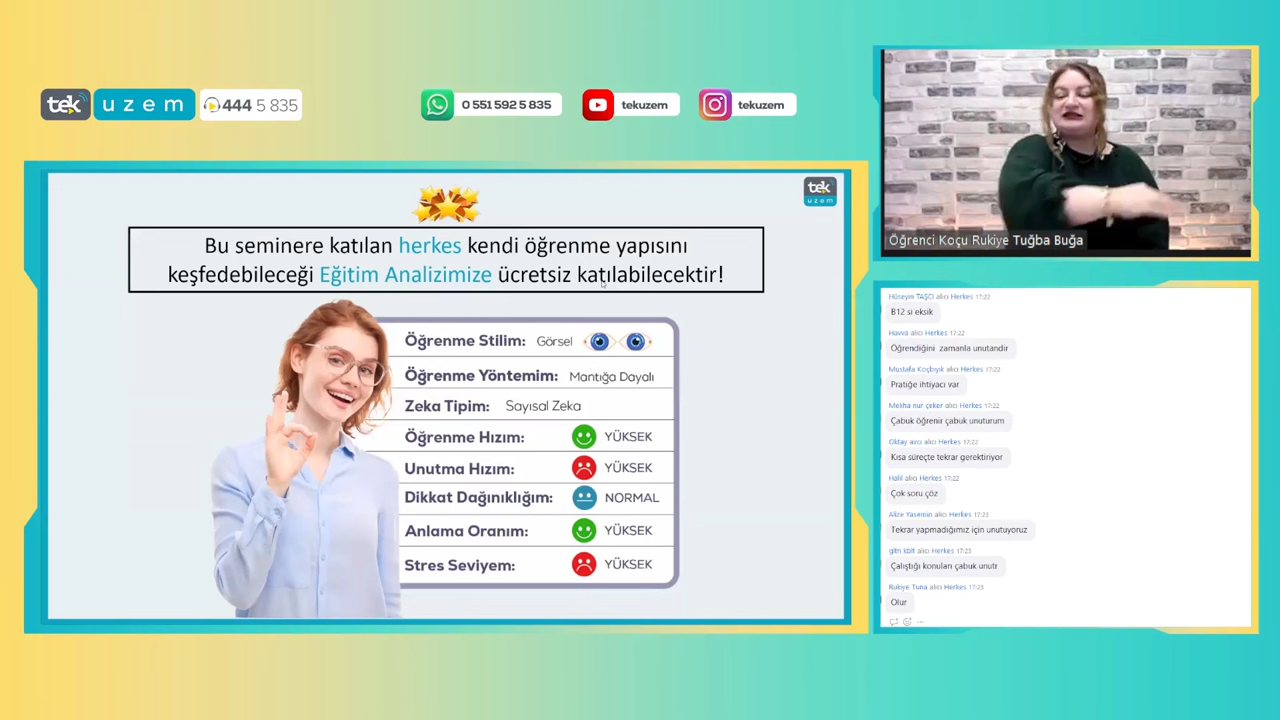 tek uzem 444 5 835
0 551 592 5 835
tekuzem
tekuzem
tek
uzem
Bu seminere katılan herkes kendi öğrenme yapısını
keşfedebileceği Eğitim Analizimize ücretsiz katılabilecektir!
Öğrenme Stilim: Görsel
Öğrenme Yöntemim: Mantığa Dayalı
Zeka Tipim: Sayısal Zeka
Öğrenme Hızım: YÜKSEK
Unutma Hızım: YÜKSEK
Dikkat Dağınıklığım: NORMAL
Anlama Oranım: YÜKSEK
Stres Seviyem: YÜKSEK
Öğrenci Koçu Rukiye Tuğba Buğa
Hüseyin TAŞCI alıcı Herkes 17:22
B12 si eksik
Havva alıcı Herkes 17:22
Öğrendiğini zamanla unutandır
Mustafa Koçbıyık alıcı Herkes 17:22
Pratiğe ihtiyacı var
Meliha nur çeker alıcı Herkes 17:22
Çabuk öğrenir çabuk unuturum
Oktay avcı alıcı Herkes 17:22
Kısa süreçte tekrar gerektiriyor
Halil alıcı Herkes 17:22
Çok soru çöz
Alize Yasemin alıcı Herkes 17:23
Tekrar yapmadığımız için unutuyoruz
gltn kblt alıcı Herkes 17:23
Çalıştığı konuları çabuk unutr
Rukiye Tuna alıcı Herkes 17:23
Olur